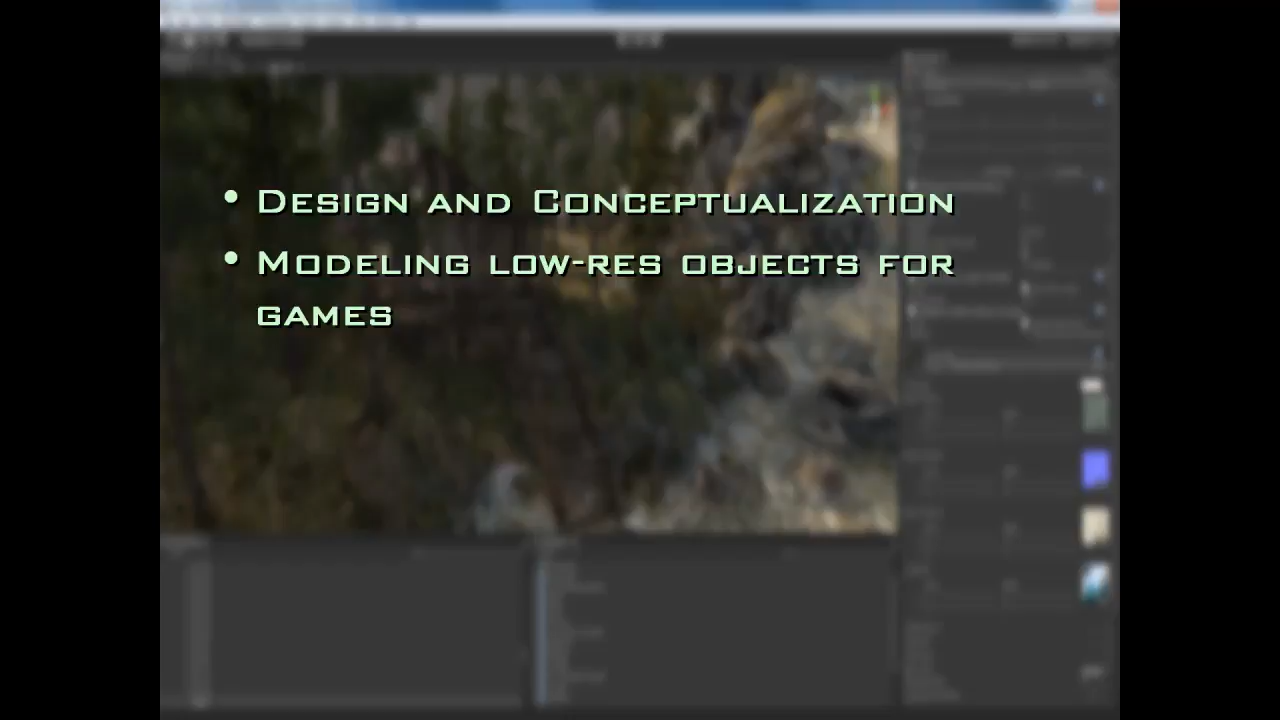 • Design and Conceptualization
• Modeling low-res objects for
games